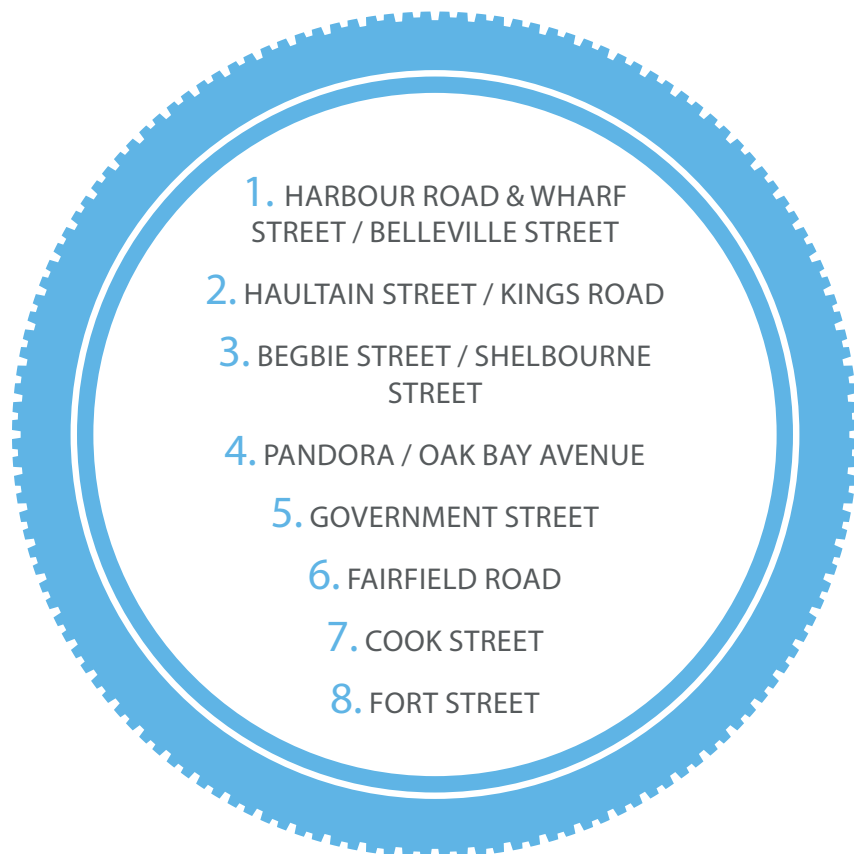 1. HARBOUR ROAD & WHARF
STREET / BELLEVILLE STREET
2. HAULTAIN STREET / KINGS ROAD
3. BEGBIE STREET / SHELBOURNE
STREET
4. PANDORA / OAK BAY AVENUE
5. GOVERNMENT STREET
6. FAIRFIELD ROAD
7. COOK STREET
8. FORT STREET